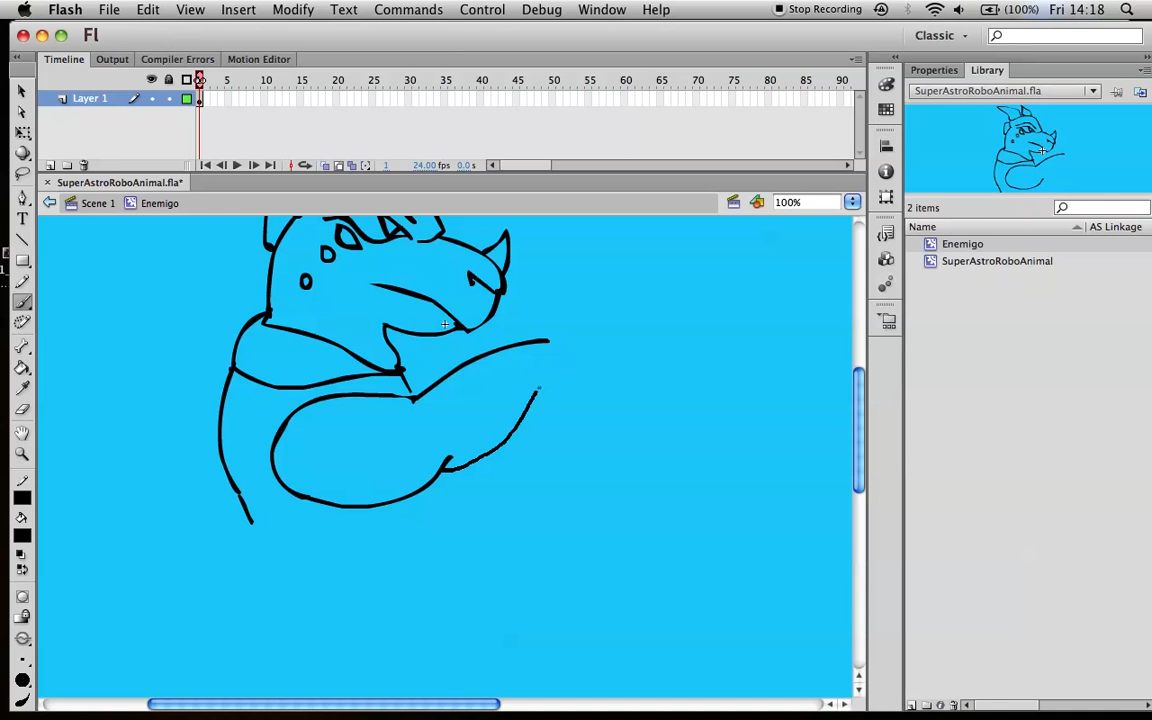 Flash File Edit View Insert Modify Text Commands Control Debug Window Help Stop Recording (100%) Fri 14:18
Fl Classic
Timeline Output Compiler Errors Motion Editor Properties Library
5 10 15 20 25 30 35 40 45 50 55 60 65 70 75 80 85 90
SuperAstroRoboAnimal.fla
Layer 1
1 24.00 fps 0.0 s
SuperAstroRoboAnimal.fla*
Scene 1 Enemigo 100%
2 items
Name AS Linkage
Enemigo
SuperAstroRoboAnimal